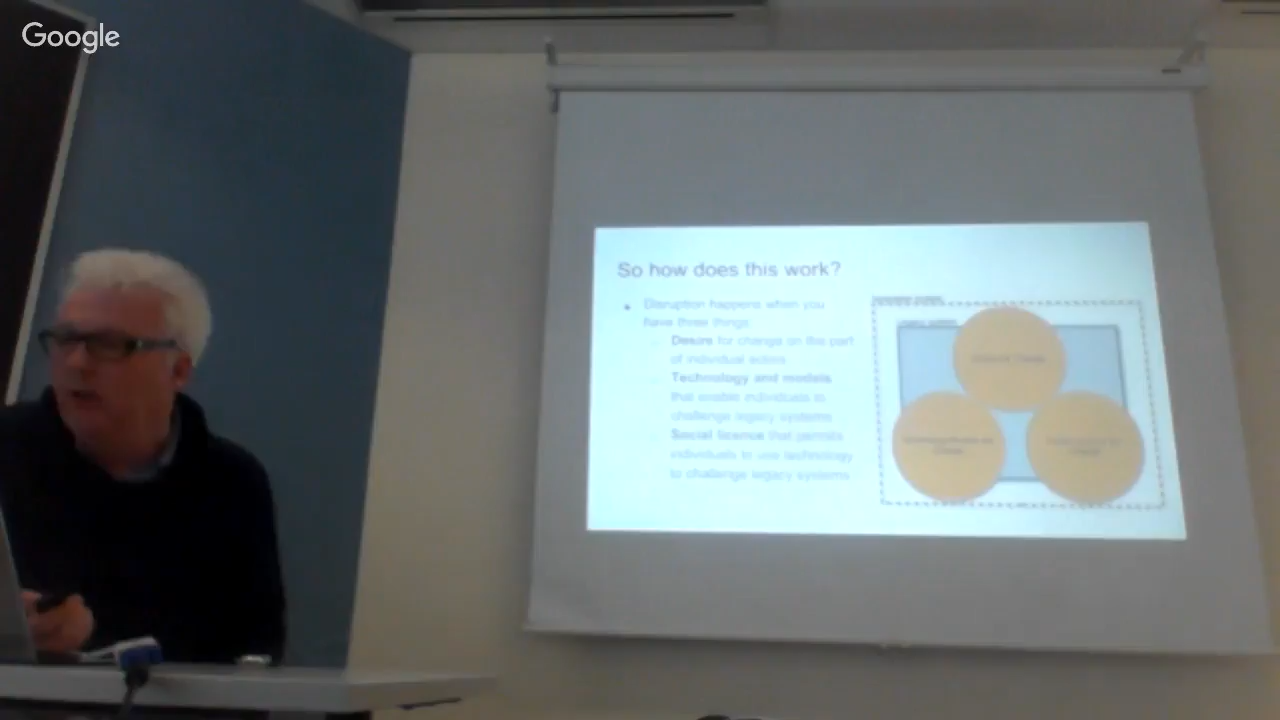 Google
So how does this work?
Disruption happens when you
have three things:
Desire for change on the part
of individual actors
Technology and models
that enable individuals to
challenge legacy systems
Social licence that permits
individuals to use technology
to challenge legacy systems